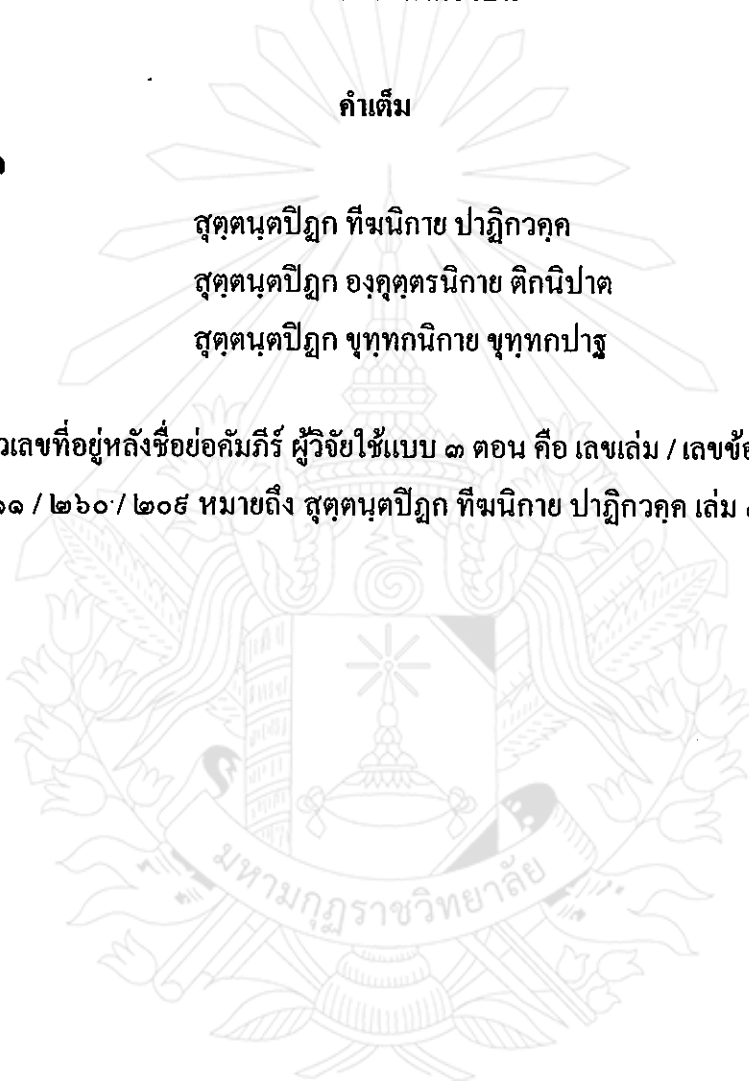 คำเต็ม
สุตฺตนฺตปิฏก ทีฆนิกาย ปาฏิกวคฺค
สุตฺตนฺตปิฏก องฺคุตฺตรนิกาย ติกนิปาต
สุตฺตนฺตปิฏก ขุทฺทกนิกาย ขุทฺทกปาฐ
วเลขที่อยู่หลังชื่อย่อคัมภีร์ ผู้วิจัยใช้แบบ ๓ ตอน คือ เลขเล่ม / เลขข้อ
๑ / ๒๖๐ / ๒๐๕ หมายถึง สุตฺตนฺตปิฏก ทีฆนิกาย ปาฏิกวคฺค เล่ม
มหามกุฏราชวิทยาลัย